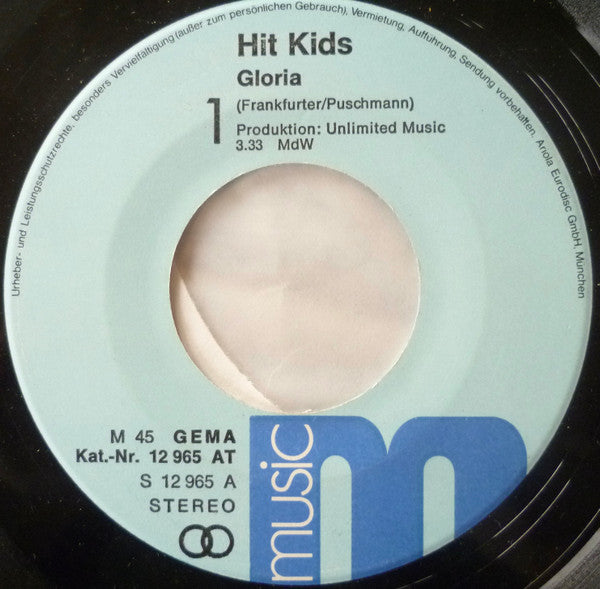 Urheber- und Leistungsschutzrechte, besonders Vervielfältigung (außer zum persönlichen Gebrauch), Vermietung, Aufführung, Sendung vorbehalten. Ariola Eurodisc GmbH, München
Hit Kids
Gloria
1
(Frankfurter/Puschmann)
Produktion: Unlimited Music
3.33 MdW
M 45 GEMA
Kat.-Nr. 12 965 AT
S 12 965 A
STEREO
music
m